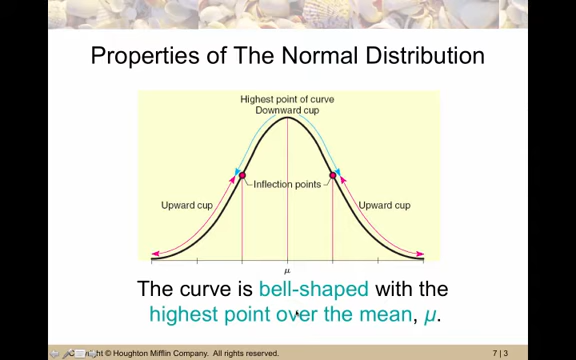 Properties of The Normal Distribution
Highest point of curve
Downward cup
Inflection points
Upward cup
Upward cup
μ
The curve is bell-shaped with the
highest point over the mean, μ.
© Houghton Mifflin Company. All rights reserved.
7 | 3